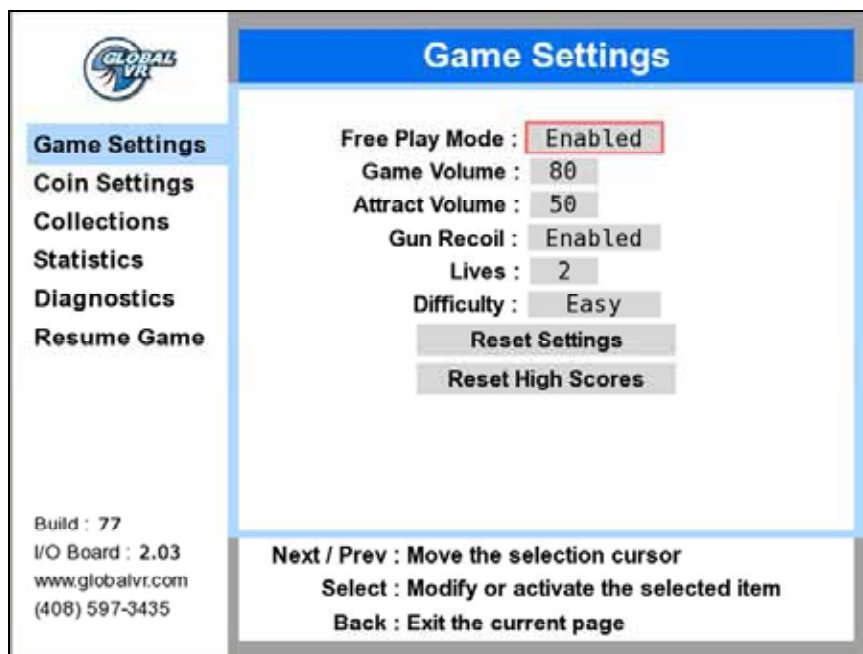 GLOBAL
VR
Game Settings
Coin Settings
Collections
Statistics
Diagnostics
Resume Game
Build : 77
I/O Board : 2.03
www.globalvr.com
(408) 597-3435
Game Settings
Free Play Mode : Enabled
Game Volume : 80
Attract Volume : 50
Gun Recoil : Enabled
Lives : 2
Difficulty : Easy
Reset Settings
Reset High Scores
Next / Prev : Move the selection cursor
Select : Modify or activate the selected item
Back : Exit the current page